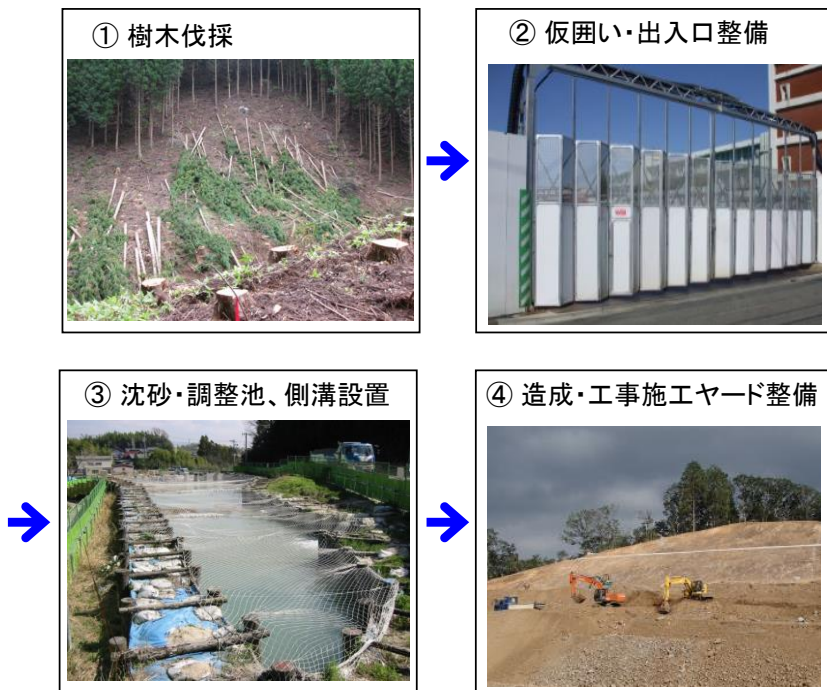 ① 樹木伐採
② 仮囲い・出入口整備
③ 沈砂・調整池、側溝設置
④ 造成・工事施工ヤード整備